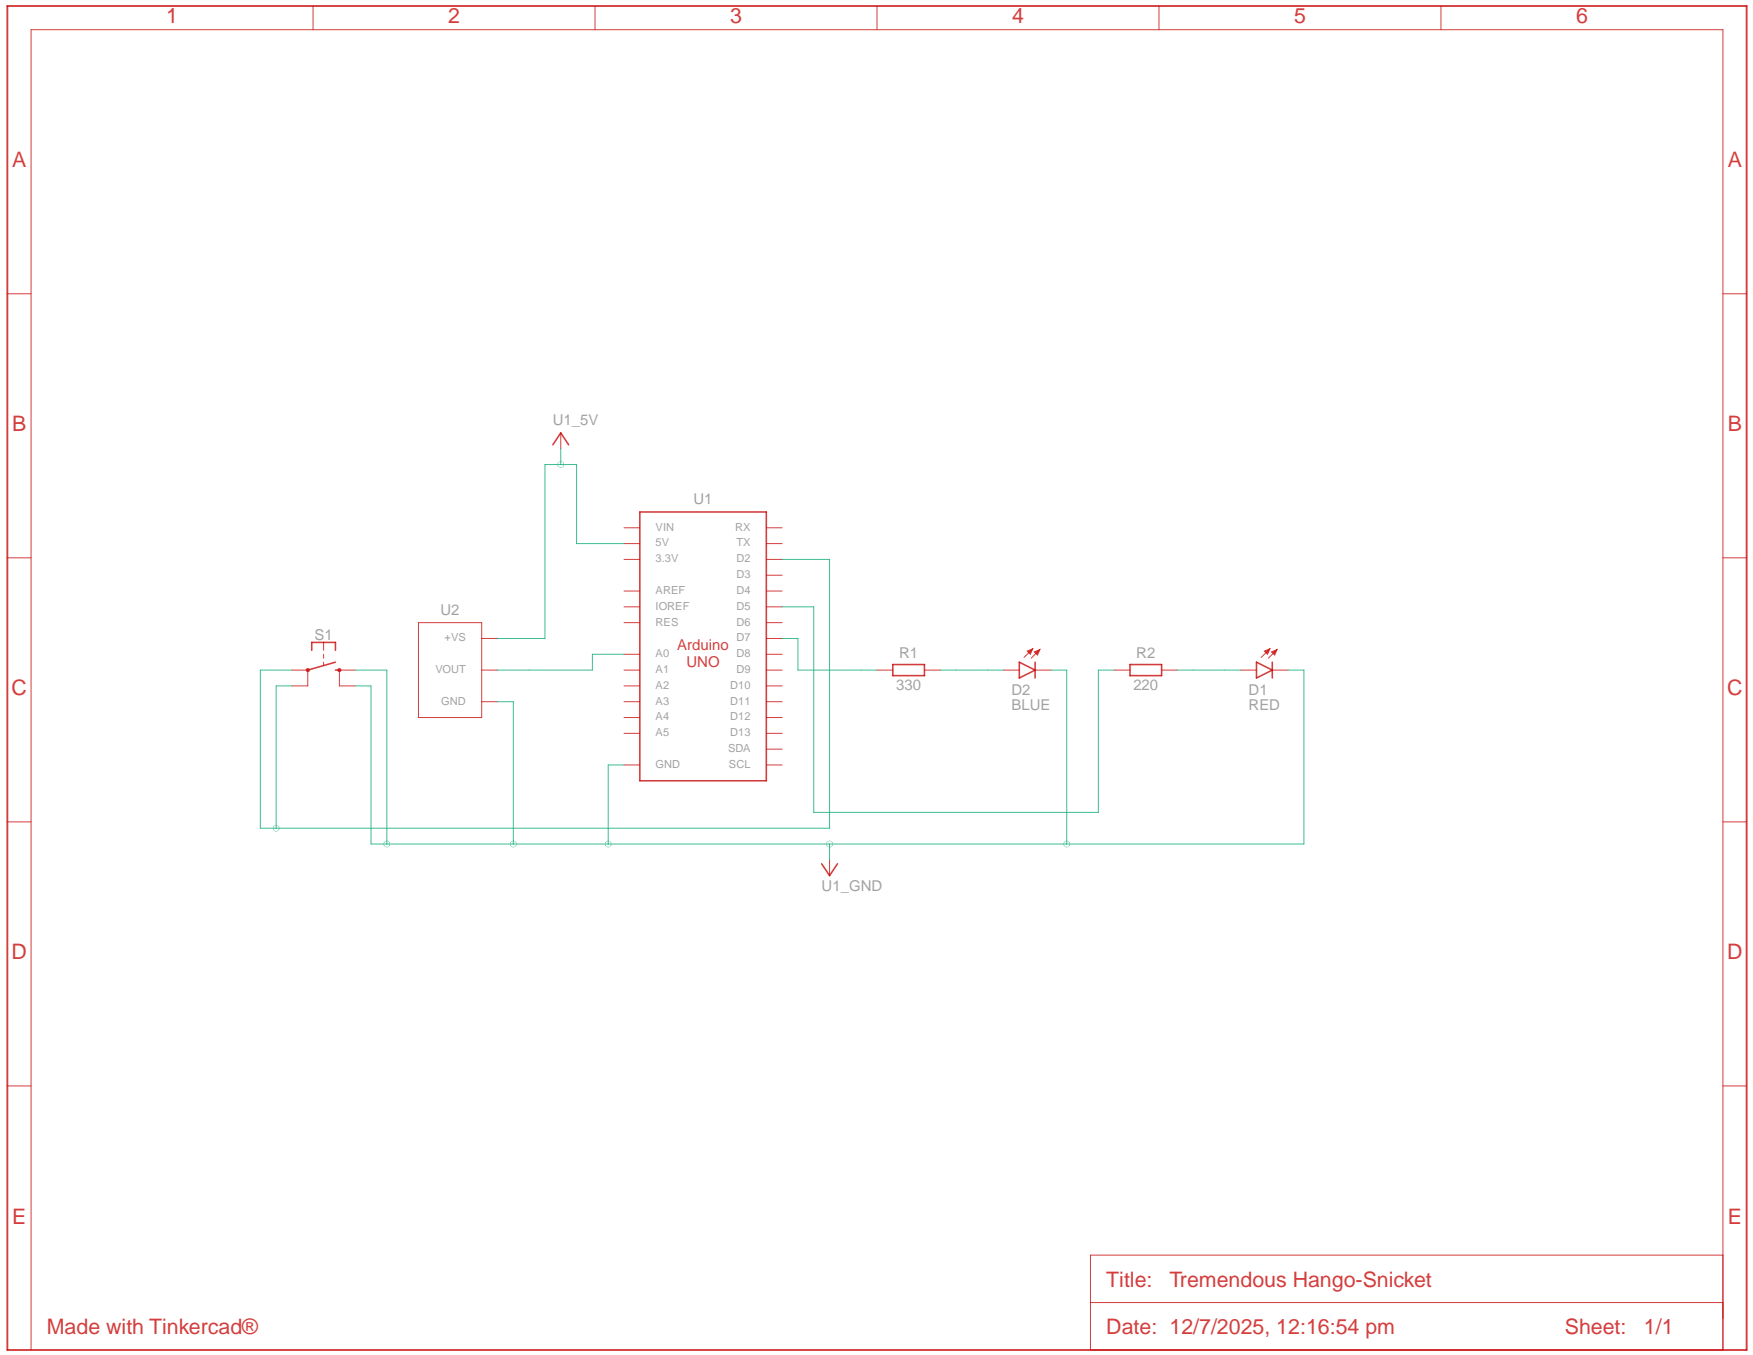 1 2 3 4 5 6
A A
B B
U1_5V
U1
VIN RX
5V TX
3.3V D2
D3
AREF D4
IOREF D5
RES D6
D7
A0 D8
A1 D9
A2 D10
A3 D11
A4 D12
A5 D13
SDA
GND SCL
Arduino
UNO
U2
+VS
VOUT
GND
S1
R1
330
D2
BLUE
R2
220
D1
RED
C C
U1_GND
D D
E E
Title: Tremendous Hango-Snicket
Made with Tinkercad®
Date: 12/7/2025, 12:16:54 pm Sheet: 1/1